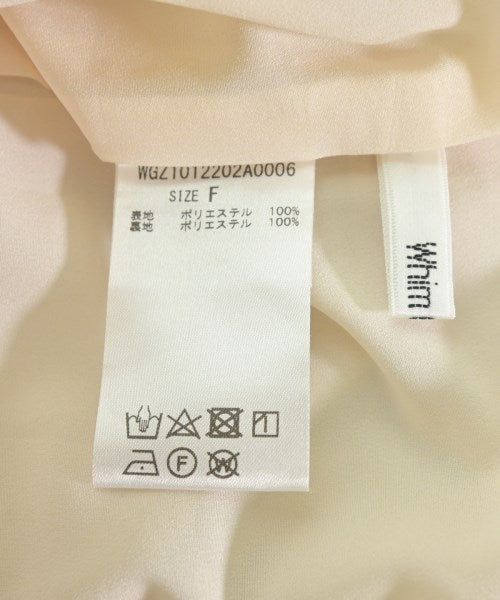 WGZ1012202A0006
SIZE F
表地 ポリエステル 100%
裏地 ポリエステル 100%
F
W
Whim